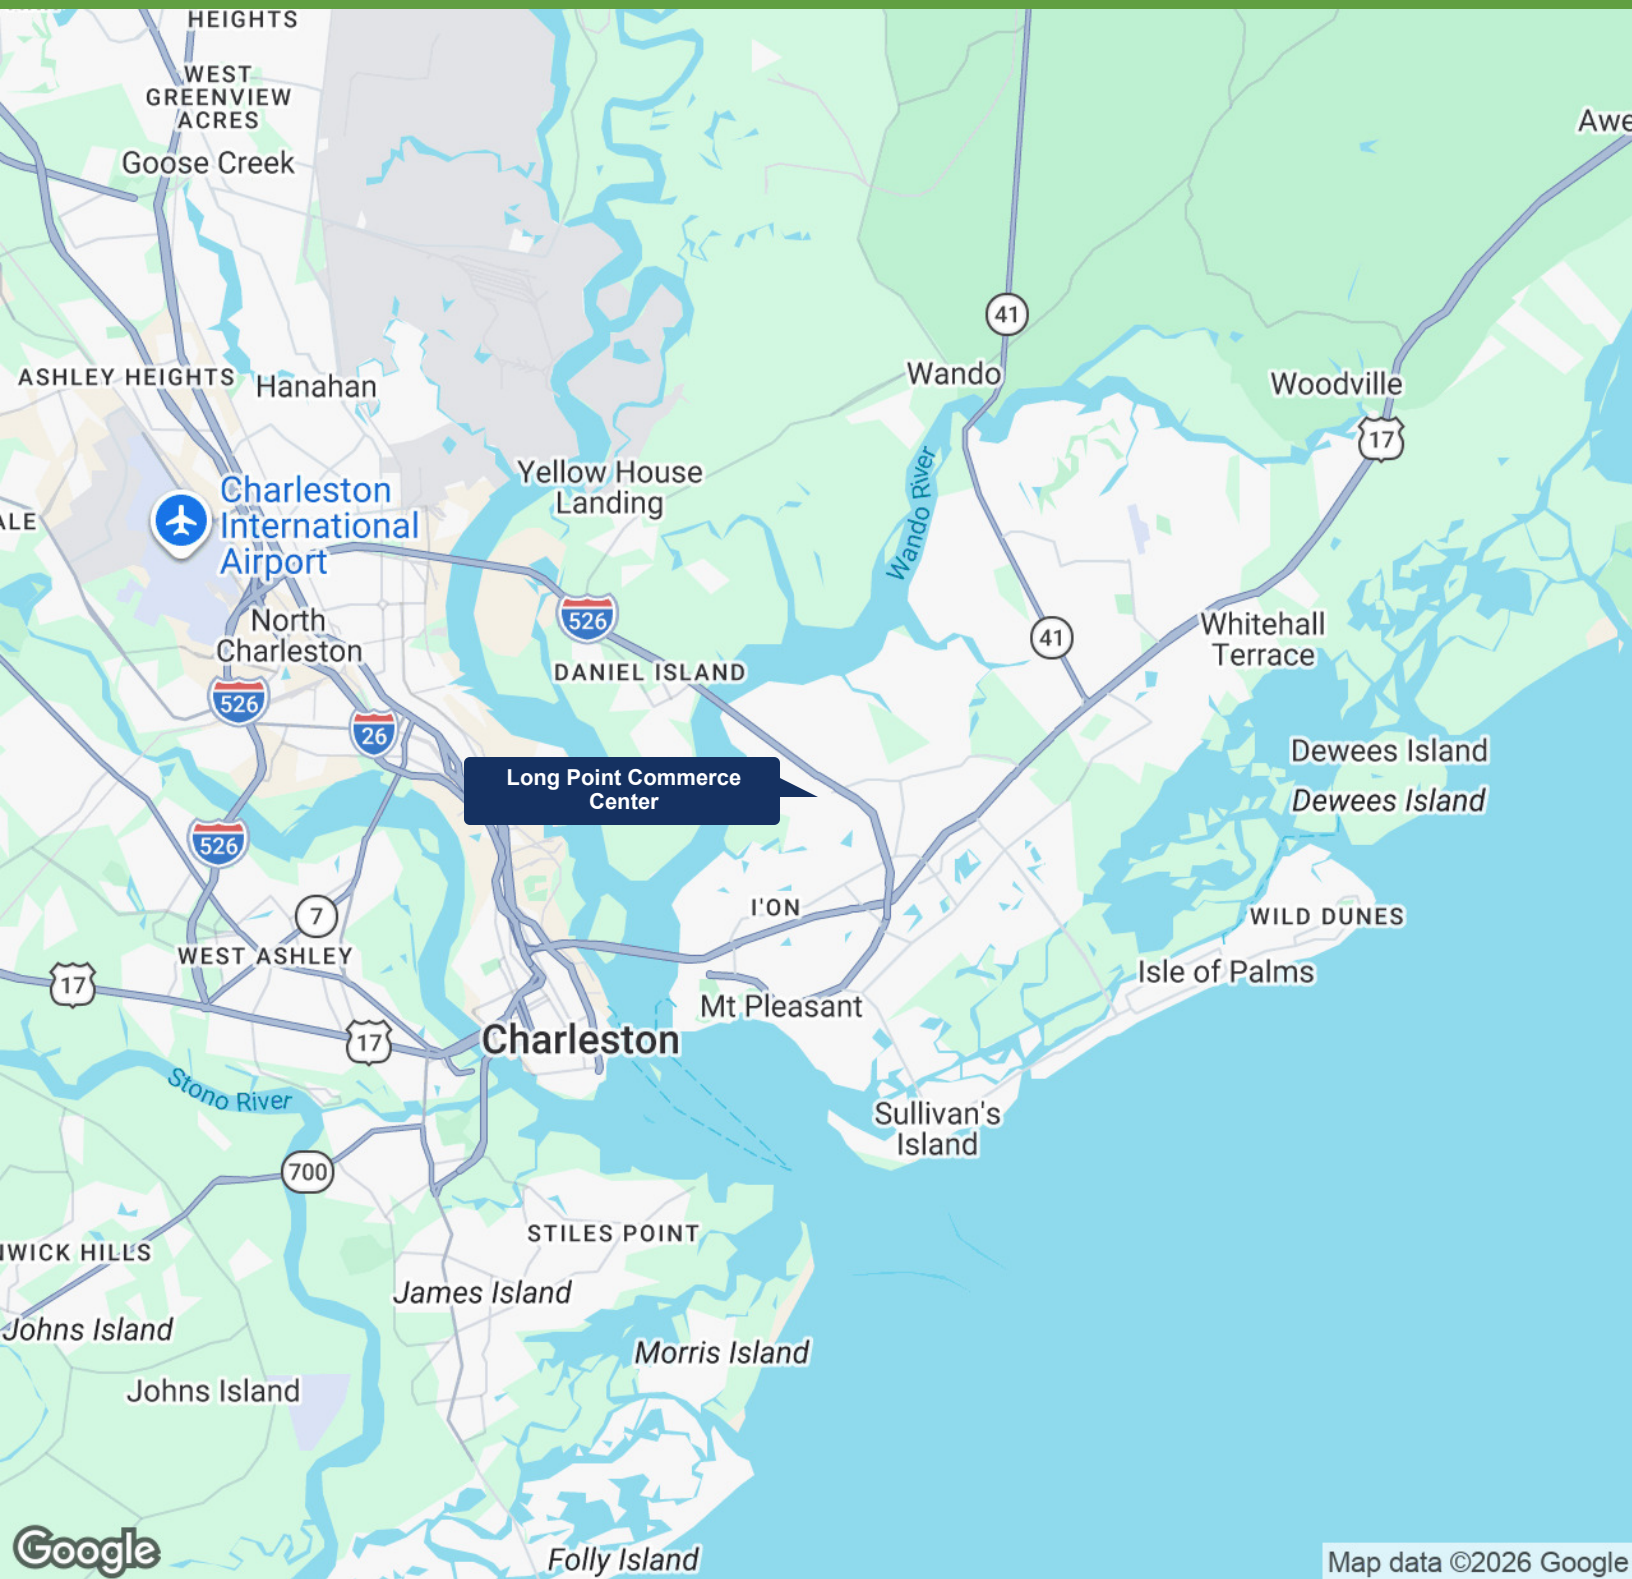 HEIGHTS
WEST
GREENVIEW
ACRES
Goose Creek
Awe
41
Wando
Woodville
17
ASHLEY HEIGHTS
Hanahan
Wando River
Yellow House
Landing
Charleston
International
Airport
ALE
526
North
Charleston
41
Whitehall
Terrace
DANIEL ISLAND
526
26
Dewees Island
Dewees Island
Long Point Commerce
Center
526
7
I'ON
WILD DUNES
WEST ASHLEY
17
Isle of Palms
Mt Pleasant
17
Charleston
Stono River
Sullivan's
Island
700
STILES POINT
NWICK HILLS
James Island
Johns Island
Morris Island
Johns Island
Google
Folly Island
Map data ©2026 Google